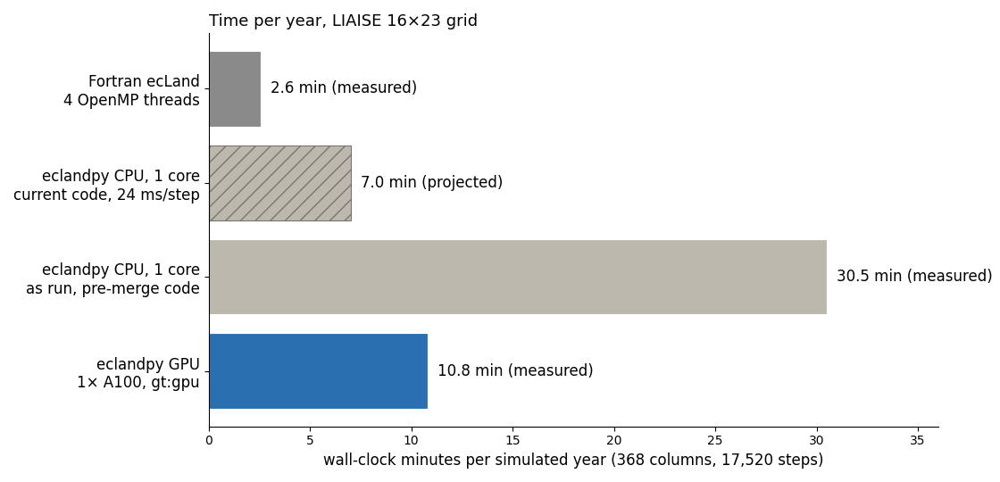 Time per year, LIAISE 16×23 grid
Fortran ecLand
4 OpenMP threads
2.6 min (measured)
eclandpy CPU, 1 core
current code, 24 ms/step
7.0 min (projected)
eclandpy CPU, 1 core
as run, pre-merge code
30.5 min (measured)
eclandpy GPU
1× A100, gt:gpu
10.8 min (measured)
0 5 10 15 20 25 30 35
wall-clock minutes per simulated year (368 columns, 17,520 steps)